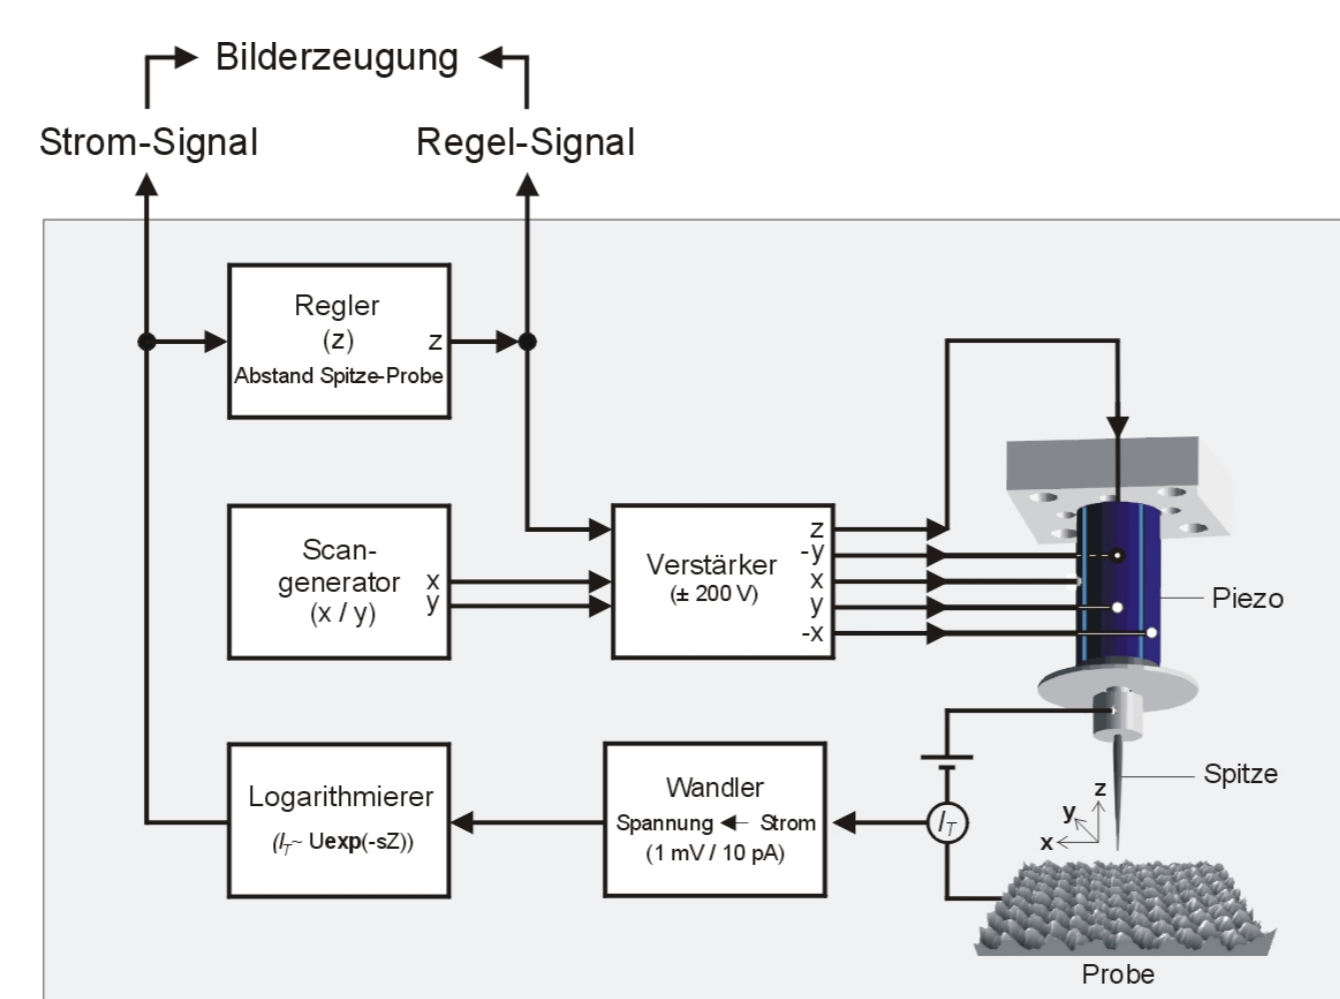 Bilderzeugung
Strom-Signal
Regel-Signal
Regler
(z)
z
Abstand Spitze-Probe
Scan-
generator
(x / y)
x
y
Verstärker
(± 200 V)
z
-y
x
y
-x
Piezo
Logarithmierer
(I_T ~ Uexp(-sZ))
Wandler
Spannung ← Strom
(1 mV / 10 pA)
I_T
Spitze
z
y
x
Probe